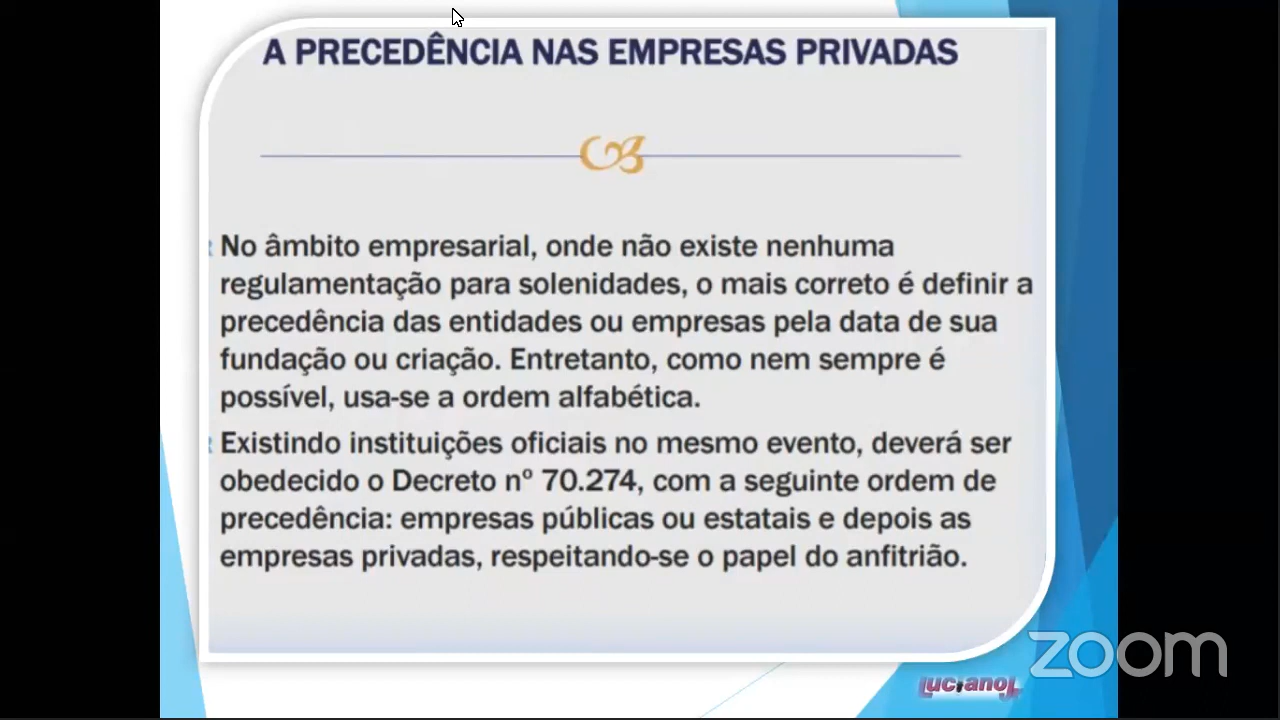 A PRECEDÊNCIA NAS EMPRESAS PRIVADAS
No âmbito empresarial, onde não existe nenhuma
regulamentação para solenidades, o mais correto é definir a
precedência das entidades ou empresas pela data de sua
fundação ou criação. Entretanto, como nem sempre é
possível, usa-se a ordem alfabética.
Existindo instituições oficiais no mesmo evento, deverá ser
obedecido o Decreto nº 70.274, com a seguinte ordem de
precedência: empresas públicas ou estatais e depois as
empresas privadas, respeitando-se o papel do anfitrião.
zoom
LucianoJr